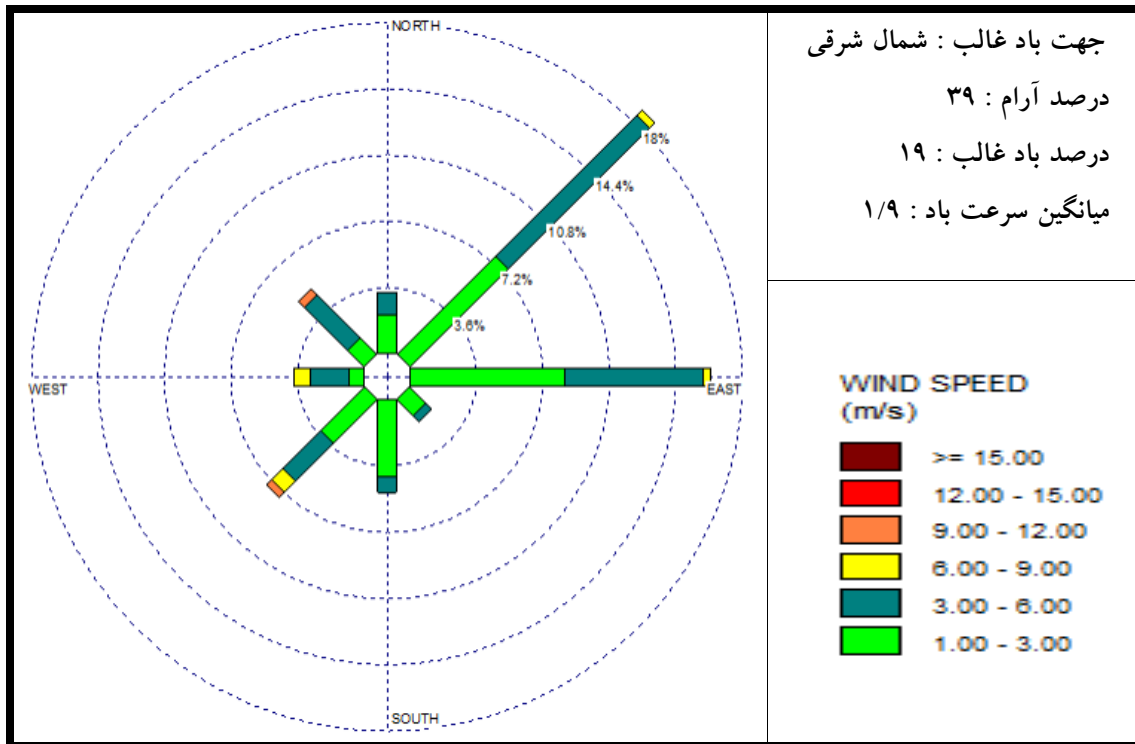 NORTH
18%
14.4%
10.8%
7.2%
3.6%
WEST
EAST
SOUTH
جهت باد غالب : شمال شرقی
درصد آرام : ۳۹
درصد باد غالب : ۱۹
میانگین سرعت باد : ۱/۹
WIND SPEED
(m/s)
>= 15.00
12.00 - 15.00
9.00 - 12.00
6.00 - 9.00
3.00 - 6.00
1.00 - 3.00